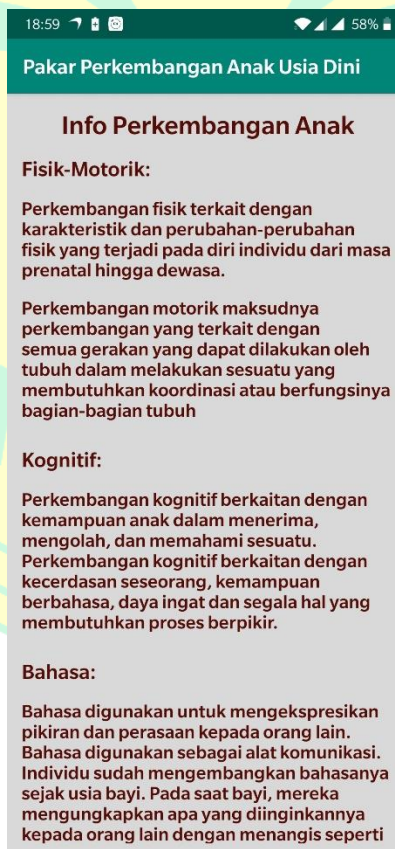 18:59
58%
Pakar Perkembangan Anak Usia Dini
Info Perkembangan Anak
Fisik-Motorik:
Perkembangan fisik terkait dengan
karakteristik dan perubahan-perubahan
fisik yang terjadi pada diri individu dari masa
prenatal hingga dewasa.
Perkembangan motorik maksudnya
perkembangan yang terkait dengan
semua gerakan yang dapat dilakukan oleh
tubuh dalam melakukan sesuatu yang
membutuhkan koordinasi atau berfungsinya
bagian-bagian tubuh
Kognitif:
Perkembangan kognitif berkaitan dengan
kemampuan anak dalam menerima,
mengolah, dan memahami sesuatu.
Perkembangan kognitif berkaitan dengan
kecerdasan seseorang, kemampuan
berbahasa, daya ingat dan segala hal yang
membutuhkan proses berpikir.
Bahasa:
Bahasa digunakan untuk mengekspresikan
pikiran dan perasaan kepada orang lain.
Bahasa digunakan sebagai alat komunikasi.
Individu sudah mengembangkan bahasanya
sejak usia bayi. Pada saat bayi, mereka
mengungkapkan apa yang diinginkannya
kepada orang lain dengan menangis seperti